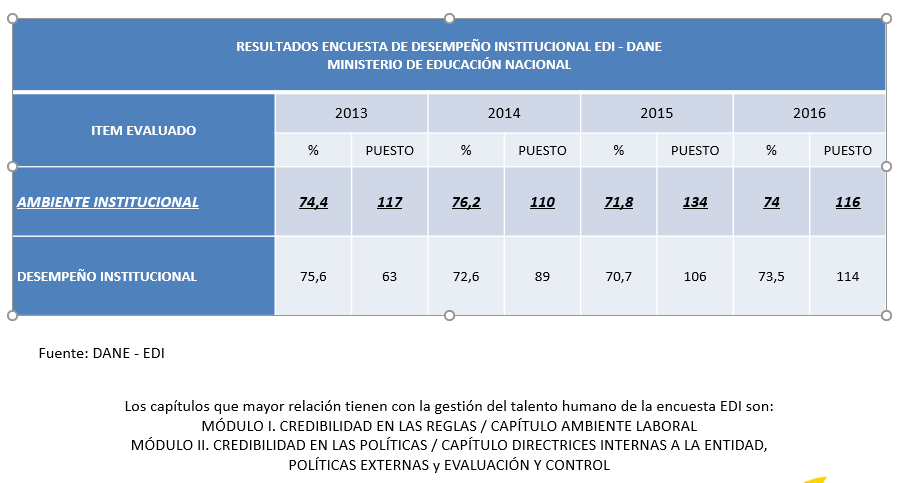 RESULTADOS ENCUESTA DE DESEMPEÑO INSTITUCIONAL EDI - DANE
MINISTERIO DE EDUCACIÓN NACIONAL
ITEM EVALUADO
2013 2014 2015 2016
% PUESTO % PUESTO % PUESTO % PUESTO
AMBIENTE INSTITUCIONAL 74,4 117 76,2 110 71,8 134 74 116
DESEMPEÑO INSTITUCIONAL 75,6 63 72,6 89 70,7 106 73,5 114
Fuente: DANE - EDI
Los capítulos que mayor relación tienen con la gestión del talento humano de la encuesta EDI son:
MÓDULO I. CREDIBILIDAD EN LAS REGLAS / CAPÍTULO AMBIENTE LABORAL
MÓDULO II. CREDIBILIDAD EN LAS POLÍTICAS / CAPÍTULO DIRECTRICES INTERNAS A LA ENTIDAD,
POLÍTICAS EXTERNAS y EVALUACIÓN Y CONTROL